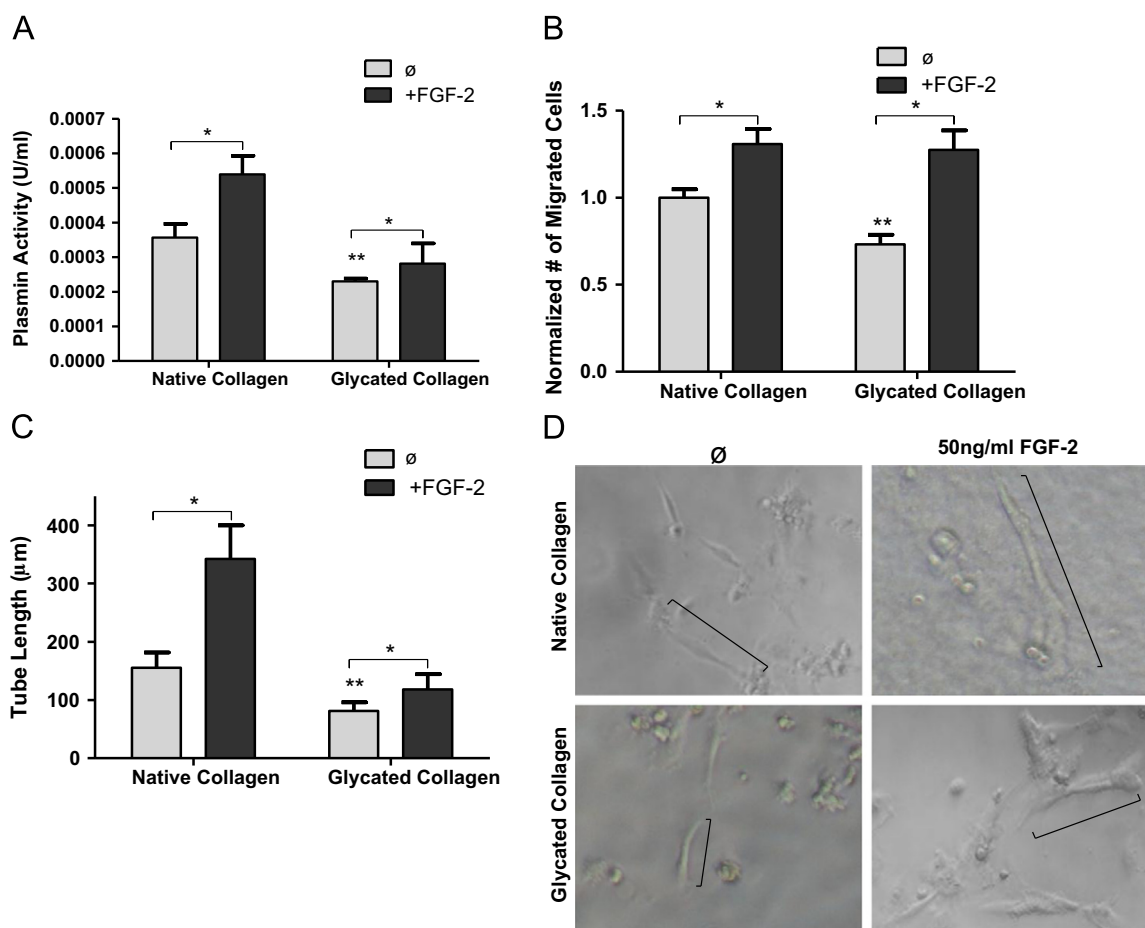 A
ø
+FGF-2
Plasmin Activity (U/ml)
0.0007
0.0006
0.0005
0.0004
0.0003
0.0002
0.0001
0.0000
*
*
**
Native Collagen
Glycated Collagen
B
ø
+FGF-2
Normalized # of Migrated Cells
1.5
1.0
0.5
0.0
*
*
**
Native Collagen
Glycated Collagen
C
ø
+FGF-2
Tube Length (µm)
400
300
200
100
0
*
*
**
Native Collagen
Glycated Collagen
D
Ø
50ng/ml FGF-2
Native Collagen
Glycated Collagen